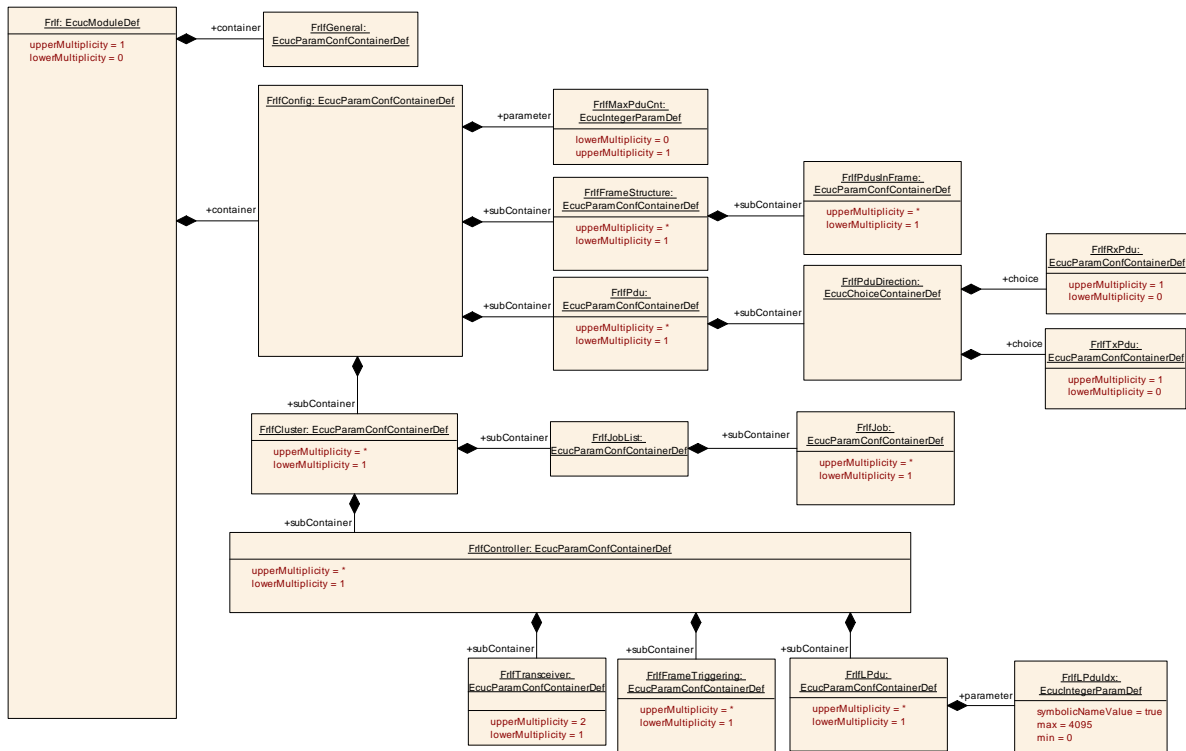 FrIf: EcucModuleDef
upperMultiplicity = 1
lowerMultiplicity = 0
+container
FrIfGeneral:
EcucParamConfContainerDef
+container
FrIfConfig: EcucParamConfContainerDef
+parameter
FrIfMaxPduCnt:
EcucIntegerParamDef
lowerMultiplicity = 0
upperMultiplicity = 1
+subContainer
FrIfFrameStructure:
EcucParamConfContainerDef
upperMultiplicity = *
lowerMultiplicity = 1
+subContainer
FrIfPdusInFrame:
EcucParamConfContainerDef
upperMultiplicity = *
lowerMultiplicity = 1
+subContainer
FrIfPdu:
EcucParamConfContainerDef
upperMultiplicity = *
lowerMultiplicity = 1
+subContainer
FrIfPduDirection:
EcucChoiceContainerDef
+choice
FrIfRxPdu:
EcucParamConfContainerDef
upperMultiplicity = 1
lowerMultiplicity = 0
+choice
FrIfTxPdu:
EcucParamConfContainerDef
upperMultiplicity = 1
lowerMultiplicity = 0
+subContainer
FrIfCluster: EcucParamConfContainerDef
upperMultiplicity = *
lowerMultiplicity = 1
+subContainer
FrIfJobList:
EcucParamConfContainerDef
+subContainer
FrIfJob:
EcucParamConfContainerDef
upperMultiplicity = *
lowerMultiplicity = 1
+subContainer
FrIfController: EcucParamConfContainerDef
upperMultiplicity = *
lowerMultiplicity = 1
+subContainer
FrIfTransceiver:
EcucParamConfContainerDef
upperMultiplicity = 2
lowerMultiplicity = 1
+subContainer
FrIfFrameTriggering:
EcucParamConfContainerDef
upperMultiplicity = *
lowerMultiplicity = 1
+subContainer
FrIfLPdu:
EcucParamConfContainerDef
upperMultiplicity = *
lowerMultiplicity = 1
+parameter
FrIfLPduIdx:
EcucIntegerParamDef
symbolicNameValue = true
max = 4095
min = 0